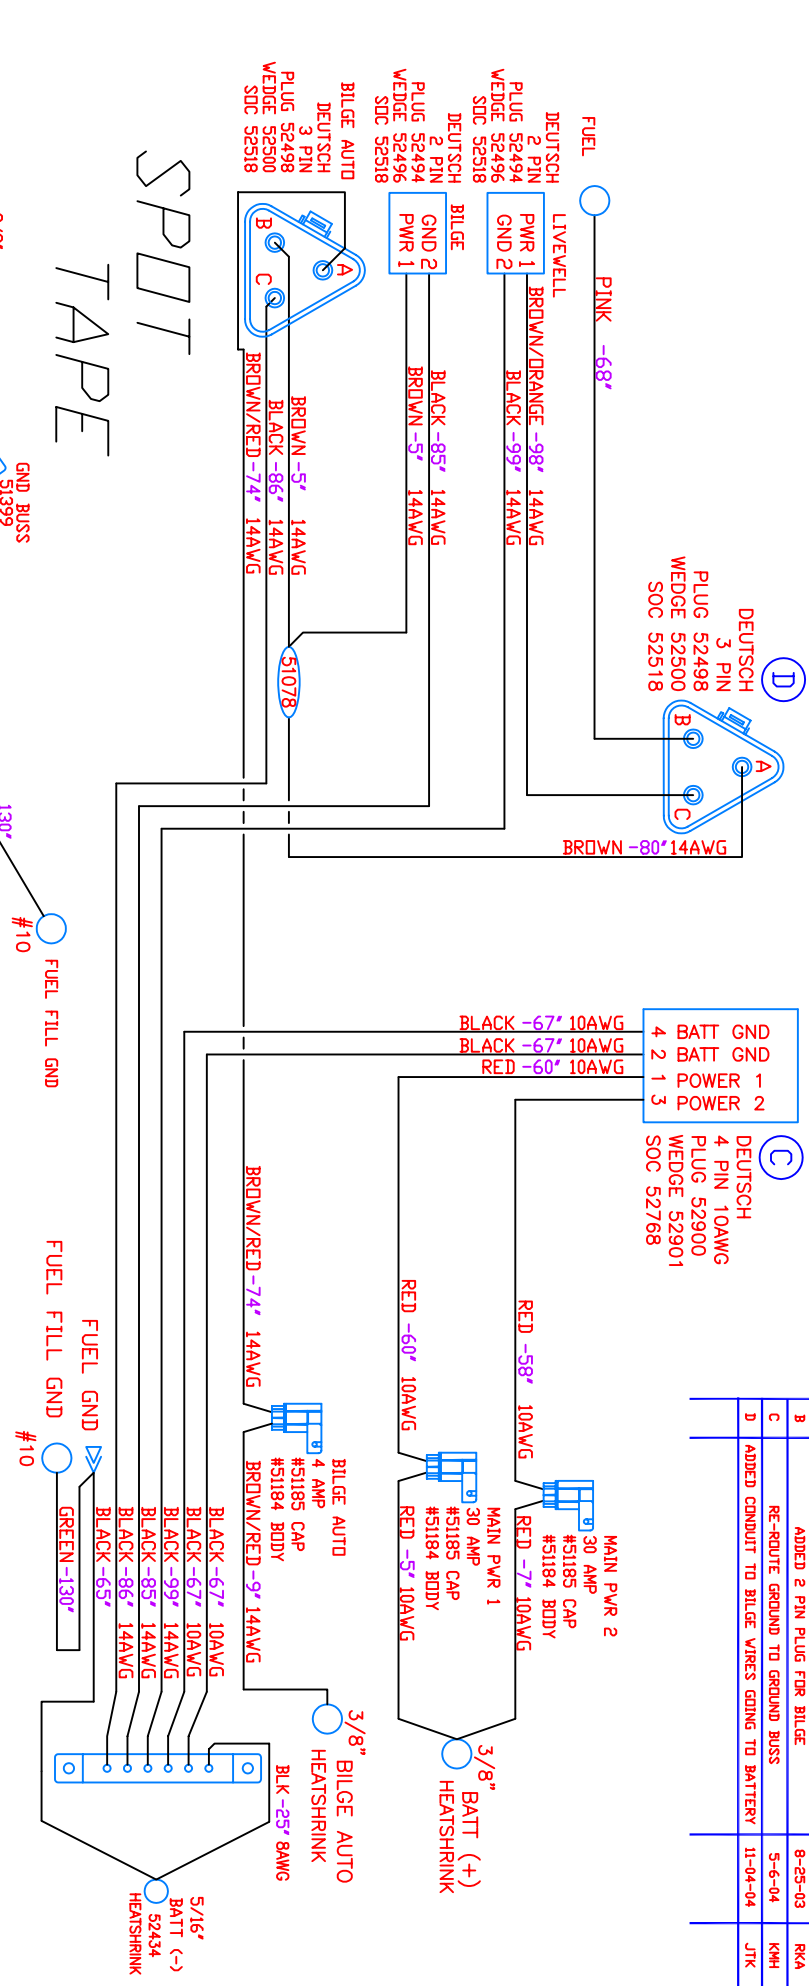 B ADDED 2 PIN PLUG FOR BILGE 8-25-03 RKA
C RE-ROUTE GROUND TO GROUND BUSS 5-6-04 KMH
D ADDED CONDUIT TO BILGE WIRES GOING TO BATTERY 11-04-04 JTK
D
DEUTSCH
3 PIN
PLUG 52498
WEDGE 52500
SOC 52518
A
B
C
BROWN -80" 14AWG
C
DEUTSCH
4 PIN 10AWG
PLUG 52900
WEDGE 52901
SOC 52768
4 BATT GND
2 BATT GND
1 POWER 1
3 POWER 2
BLACK -67" 10AWG
BLACK -67" 10AWG
RED -60" 10AWG
FUEL
PINK -68"
LIVEWELL
DEUTSCH
2 PIN
PLUG 52494
WEDGE 52496
SOC 52518
PWR 1
GND 2
BROWN/ORANGE -98" 14AWG
BLACK -99" 14AWG
BILGE
DEUTSCH
2 PIN
PLUG 52494
WEDGE 52496
SOC 52518
GND 2
PWR 1
BLACK -85" 14AWG
BROWN -5" 14AWG
BILGE AUTO
DEUTSCH
3 PIN
PLUG 52498
WEDGE 52500
SOC 52518
A
B
C
BROWN -5" 14AWG
BLACK -86" 14AWG
BROWN/RED -74" 14AWG
51078
RED -58" 10AWG
MAIN PWR 2
30 AMP
#51185 CAP
#51184 BODY
RED -7" 10AWG
RED -60" 10AWG
MAIN PWR 1
30 AMP
#51185 CAP
#51184 BODY
RED -5" 10AWG
3/8"
BATT (+)
HEATSHRINK
BROWN/RED -74" 14AWG
BILGE AUTO
4 AMP
#51185 CAP
#51184 BODY
BROWN/RED -9" 14AWG
3/8"
BILGE AUTO
HEATSHRINK
BLACK -67" 10AWG
BLACK -67" 10AWG
BLACK -99" 14AWG
BLACK -85" 14AWG
BLACK -86" 14AWG
BLACK -65"
GREEN -130"
FUEL GND
FUEL FILL GND
#10
BLK -25" 8AWG
5/16"
BATT (-)
52434
HEATSHRINK
SPOT
TAPE
GND BUSS
51399
130"
#10
FUEL FILL GND